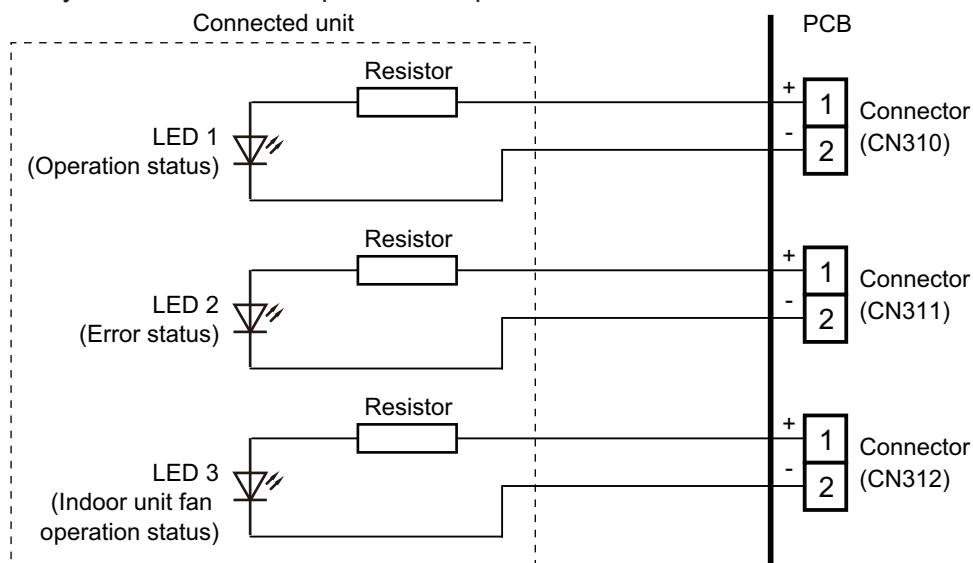 Connected unit
PCB
Resistor
LED 1
(Operation status)
+
1
-
2
Connector
(CN310)
Resistor
LED 2
(Error status)
+
1
-
2
Connector
(CN311)
Resistor
LED 3
(Indoor unit fan
operation status)
+
1
-
2
Connector
(CN312)